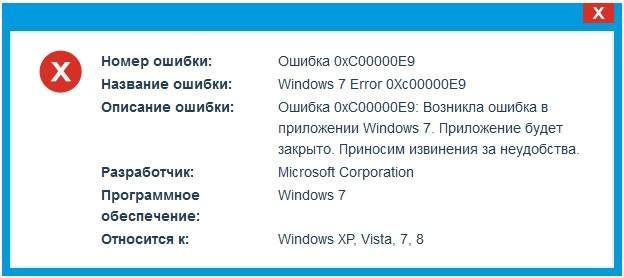 X
X
Номер ошибки: Ошибка 0xC00000E9
Название ошибки: Windows 7 Error 0Xc00000E9
Описание ошибки: Ошибка 0xC00000E9: Возникла ошибка в
приложении Windows 7. Приложение будет
закрыто. Приносим извинения за неудобства.
Разработчик: Microsoft Corporation
Программное Windows 7
обеспечение:
Относится к: Windows XP, Vista, 7, 8